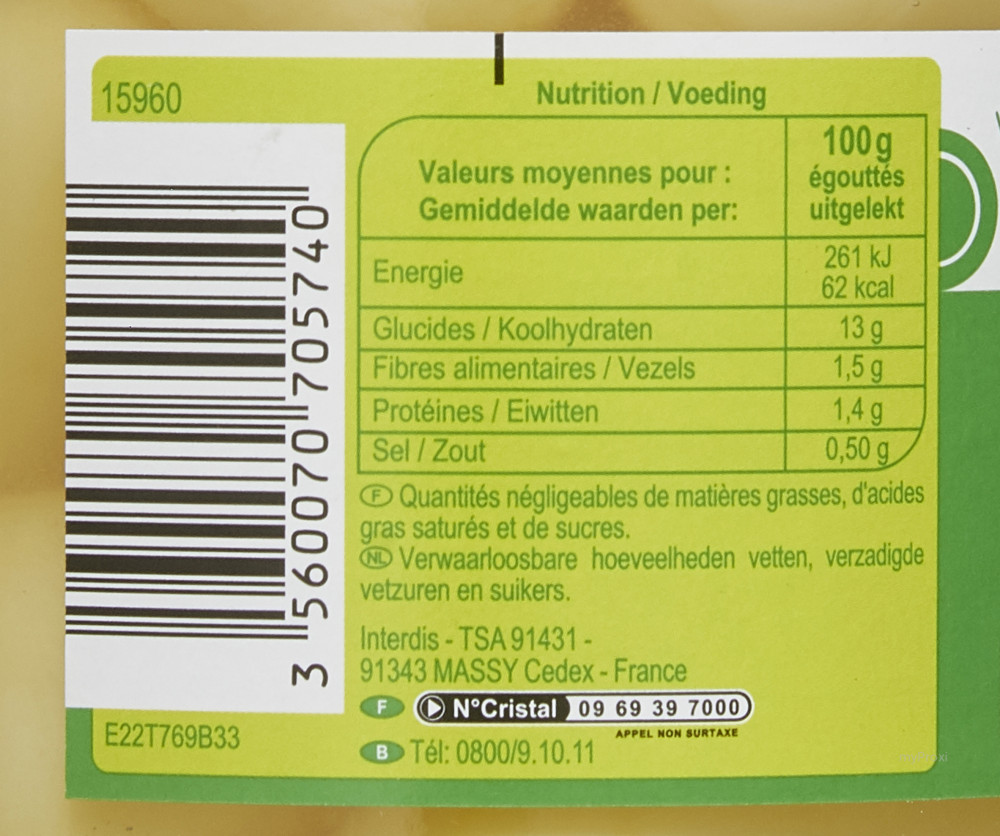 15960
Nutrition / Voeding
Valeurs moyennes pour :
Gemiddelde waarden per:
100g
égouttés
uitgelekt
Energie
261 kJ
62 kcal
Glucides / Koolhydraten 13 g
Fibres alimentaires / Vezels 1,5 g
Protéines / Eiwitten 1,4 g
Sel / Zout 0,50 g
F Quantités négligeables de matières grasses, d'acides
gras saturés et de sucres.
NL Verwaarloosbare hoeveelheden vetten, verzadigde
vetzuren en suikers.
Interdis - TSA 91431 -
91343 MASSY Cedex - France
F N°Cristal 09 69 39 7000
APPEL NON SURTAXE
B Tél: 0800/9.10.11
3 560070 705740
E22T769B33